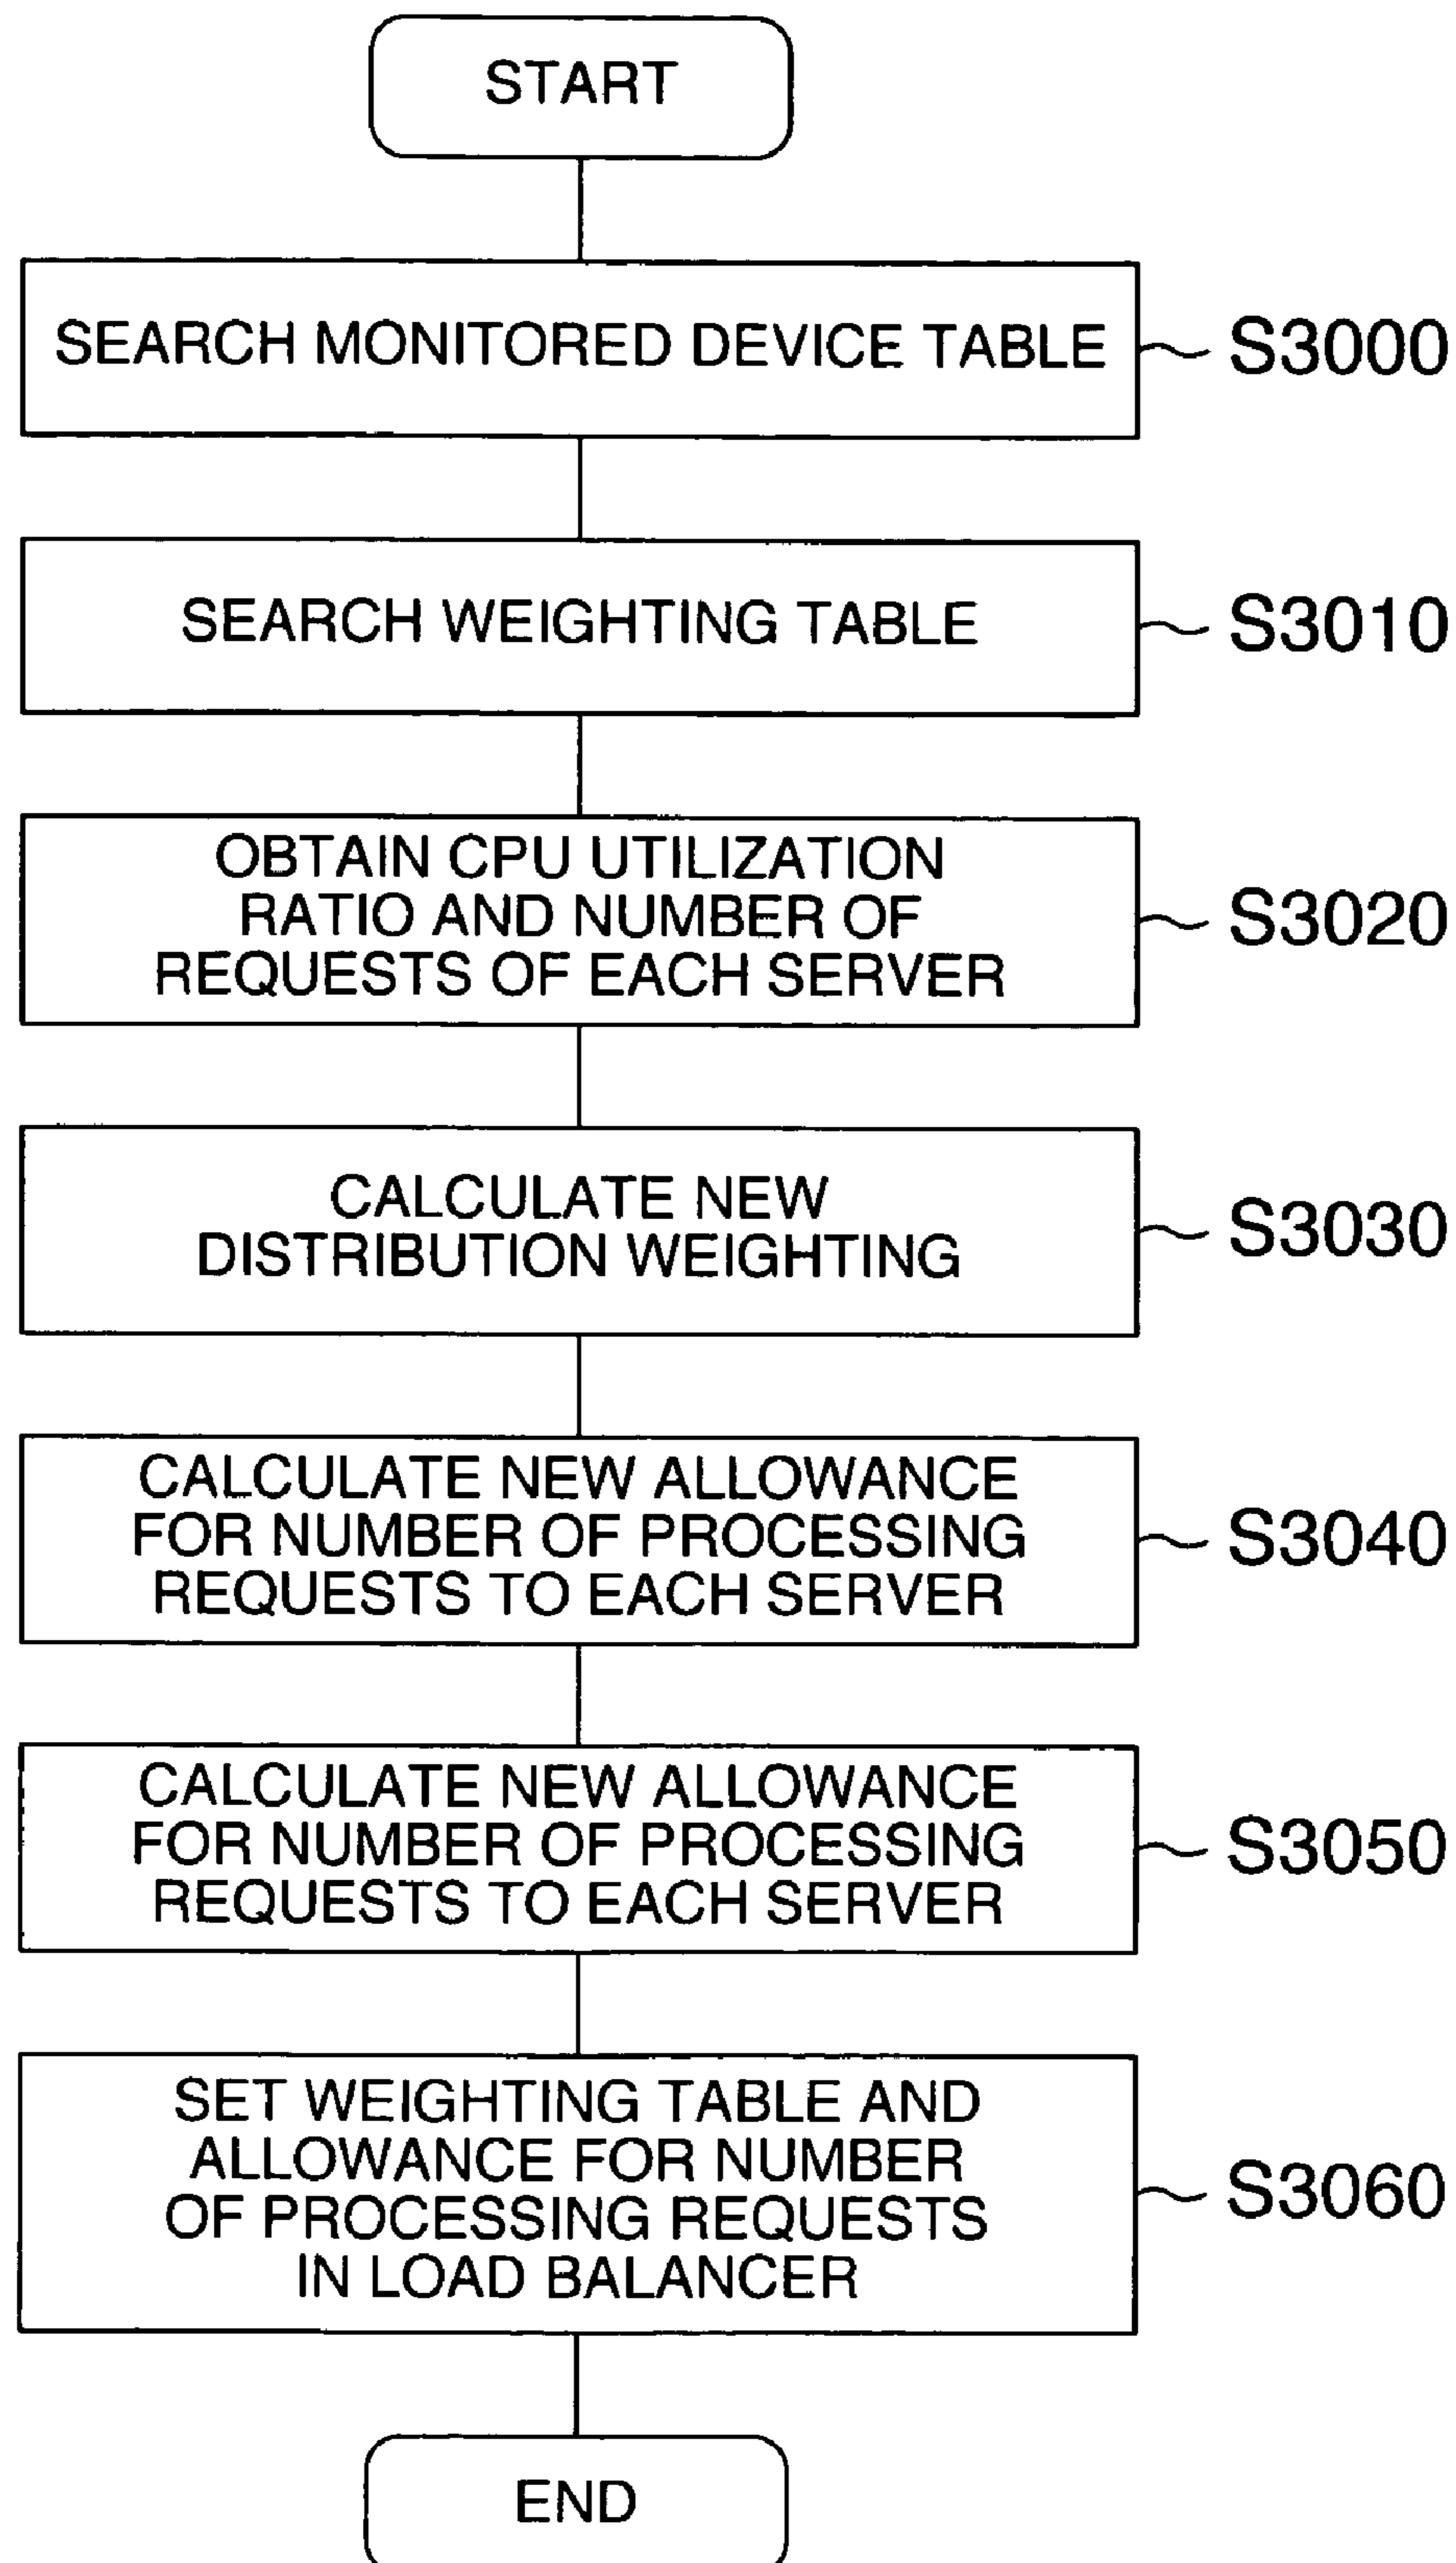 START
SEARCH MONITORED DEVICE TABLE
S3000
SEARCH WEIGHTING TABLE
S3010
OBTAIN CPU UTILIZATION
RATIO AND NUMBER OF
REQUESTS OF EACH SERVER
S3020
CALCULATE NEW
DISTRIBUTION WEIGHTING
S3030
CALCULATE NEW ALLOWANCE
FOR NUMBER OF PROCESSING
REQUESTS TO EACH SERVER
S3040
CALCULATE NEW ALLOWANCE
FOR NUMBER OF PROCESSING
REQUESTS TO EACH SERVER
S3050
SET WEIGHTING TABLE AND
ALLOWANCE FOR NUMBER
OF PROCESSING REQUESTS
IN LOAD BALANCER
S3060
END